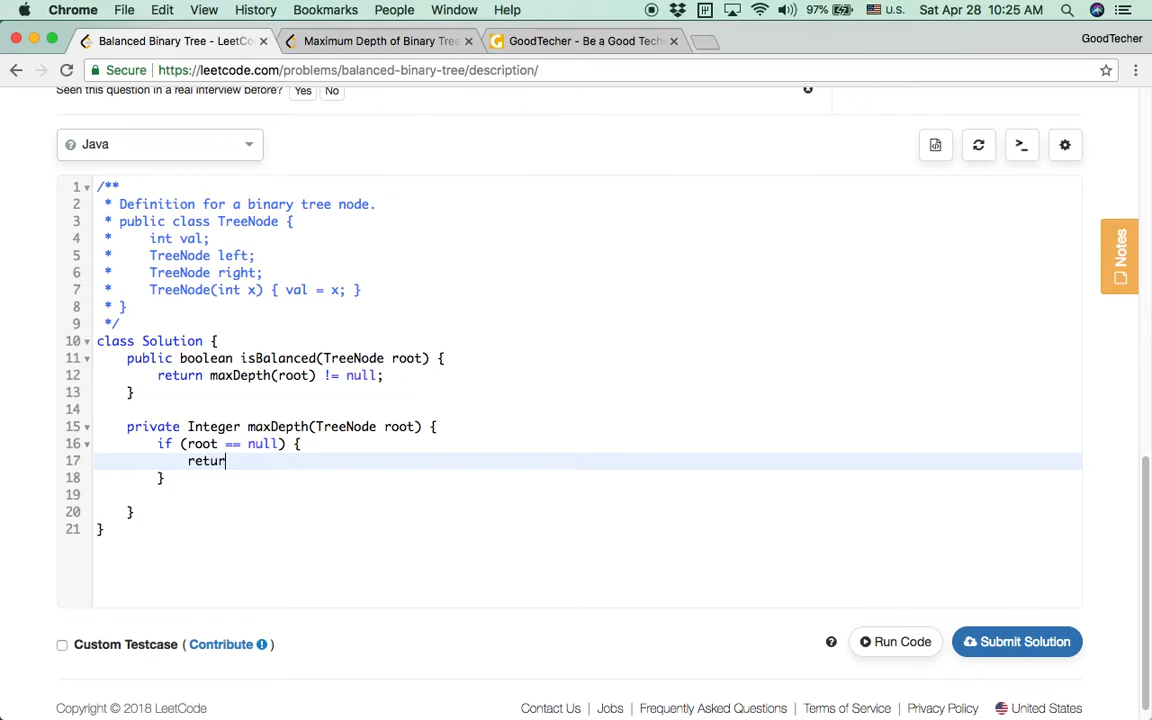 Chrome File Edit View History Bookmarks People Window Help 97% U.S. Sat Apr 28 10:25 AM
Balanced Binary Tree - LeetCo Maximum Depth of Binary Tree GoodTecher - Be a Good Tech GoodTecher
Secure https://leetcode.com/problems/balanced-binary-tree/description/
Seen this question in a real interview before? Yes No
Java
Notes
1 /**
2 * Definition for a binary tree node.
3 * public class TreeNode {
4 * int val;
5 * TreeNode left;
6 * TreeNode right;
7 * TreeNode(int x) { val = x; }
8 * }
9 */
10 class Solution {
11 public boolean isBalanced(TreeNode root) {
12 return maxDepth(root) != null;
13 }
14
15 private Integer maxDepth(TreeNode root) {
16 if (root == null) {
17 retur
18 }
19
20 }
21 }
Custom Testcase ( Contribute ) Run Code Submit Solution
Copyright © 2018 LeetCode Contact Us | Jobs | Frequently Asked Questions | Terms of Service | Privacy Policy United States